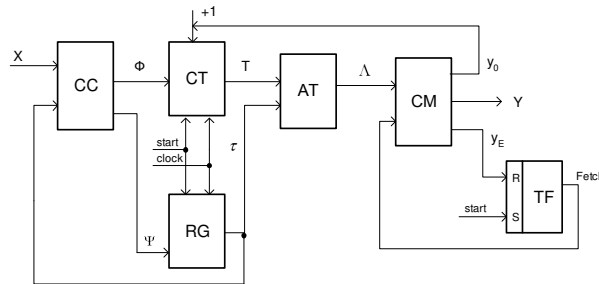 +1
X
Φ
T
Λ
y0
CC
CT
AT
CM
Y
start
clock
τ
yE
Fetch
R
TF
start
S
Ψ
RG